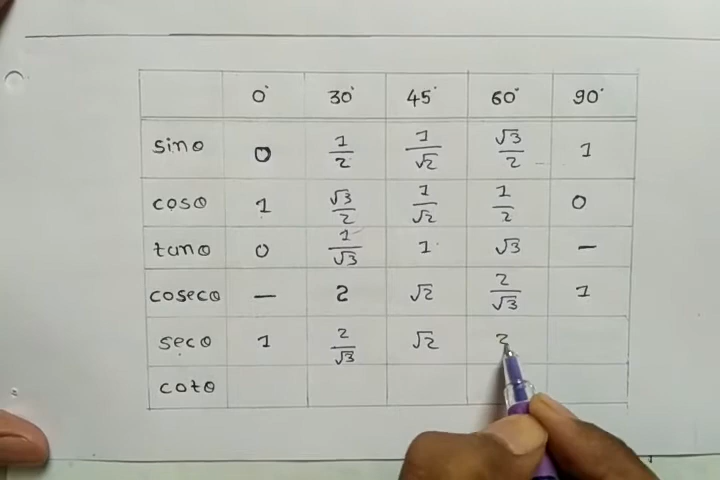 0° 30° 45° 60° 90°
sinθ 0 1/2 1/√2 √3/2 1
cosθ 1 √3/2 1/√2 1/2 0
tanθ 0 1/√3 1 √3 —
cosecθ — 2 √2 2/√3 1
secθ 1 2/√3 √2 2
cotθ